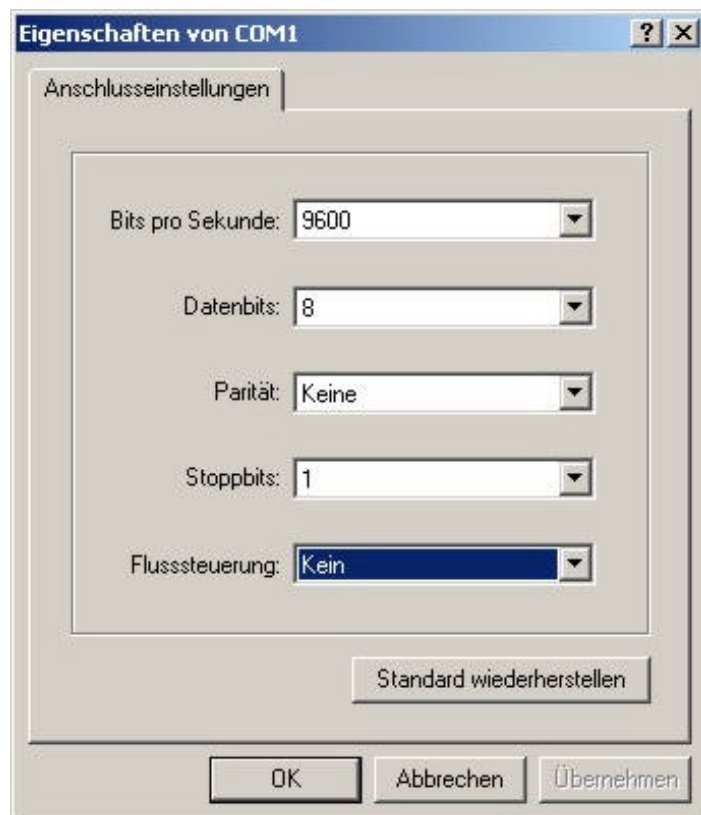 Eigenschaften von COM1
Anschlusseinstellungen
Bits pro Sekunde: 9600
Datenbits: 8
Parität: Keine
Stoppbits: 1
Flusssteuerung: Kein
Standard wiederherstellen
OK Abbrechen Übernehmen